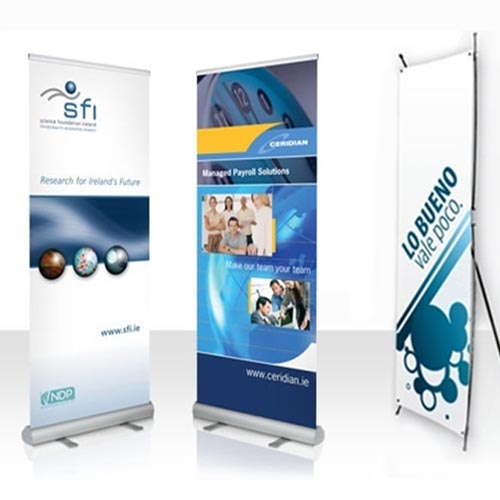 sfi
science foundation ireland
Research for Ireland's Future
www.sfi.ie
NDP
CERIDIAN
Managed Payroll Solutions
Make our team your team
www.ceridian.ie
LO BUENO
vale poco.